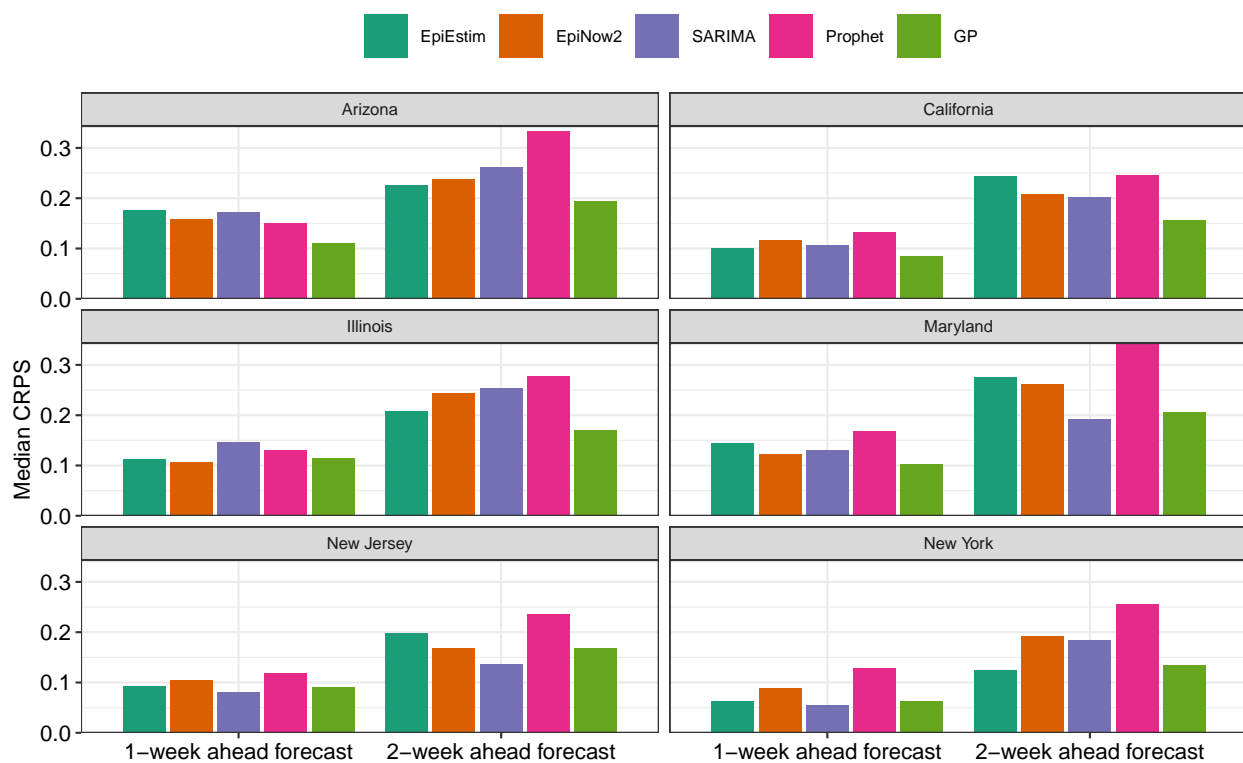 EpiEstim EpiNow2 SARIMA Prophet GP
Arizona California
0.3
0.2
0.1
0.0
Illinois Maryland
0.3
0.2
0.1
0.0
Median CRPS
New Jersey New York
0.3
0.2
0.1
0.0
1−week ahead forecast 2−week ahead forecast 1−week ahead forecast 2−week ahead forecast